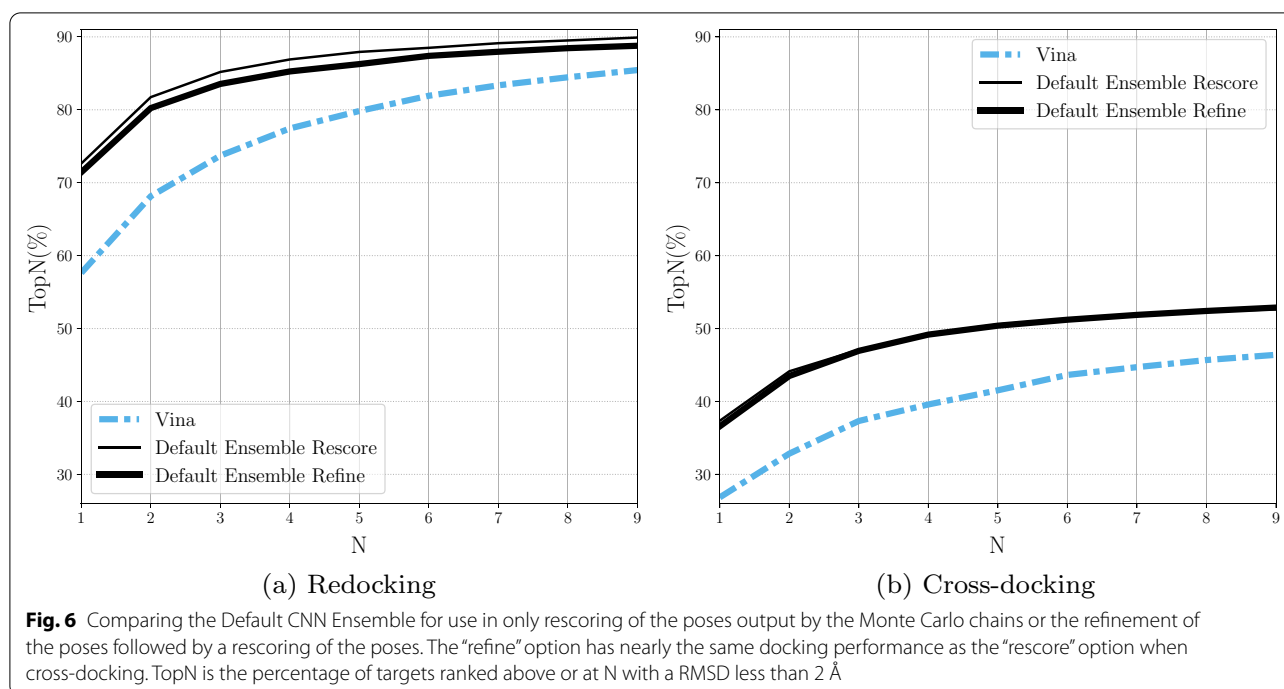 90
80
70
60
50
40
30
TopN(%)
Vina
Default Ensemble Rescore
Default Ensemble Refine
1 2 3 4 5 6 7 8 9
N
(a) Redocking
90
80
70
60
50
40
30
TopN(%)
Vina
Default Ensemble Rescore
Default Ensemble Refine
1 2 3 4 5 6 7 8 9
N
(b) Cross-docking
Fig. 6 Comparing the Default CNN Ensemble for use in only rescoring of the poses output by the Monte Carlo chains or the refinement of
the poses followed by a rescoring of the poses. The “refine” option has nearly the same docking performance as the “rescore” option when
cross-docking. TopN is the percentage of targets ranked above or at N with a RMSD less than 2 Å